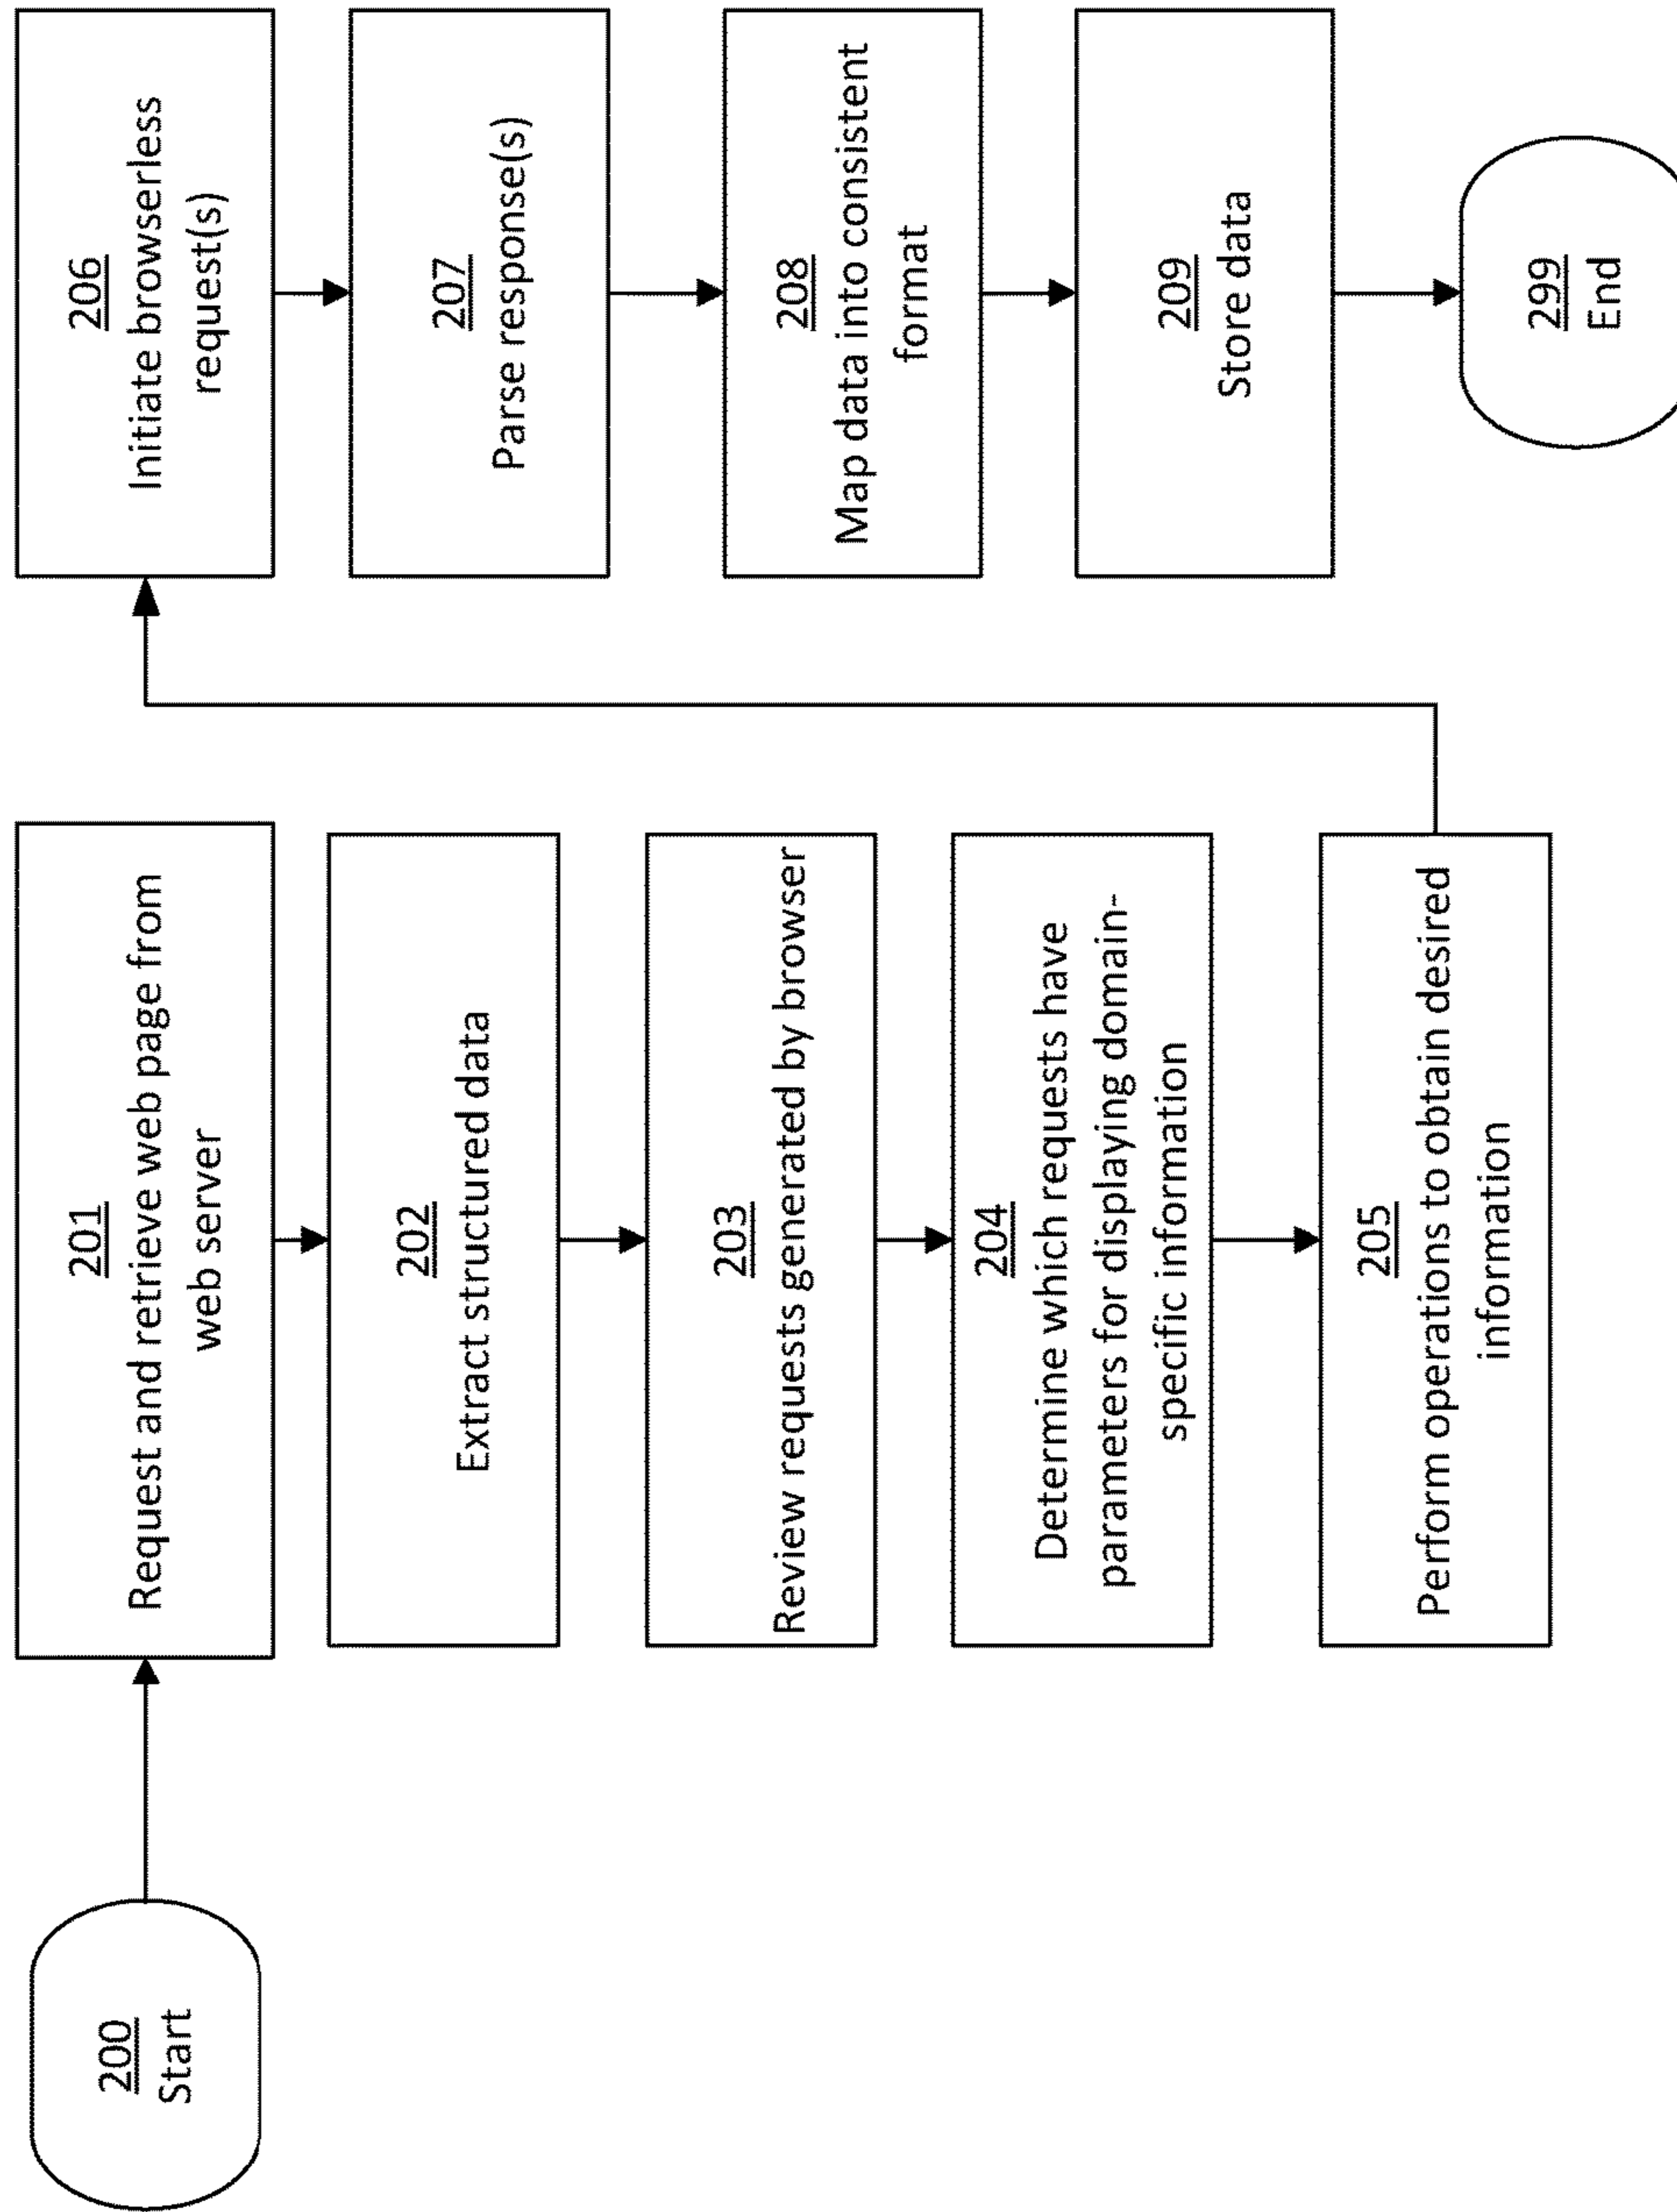 200
Start
201
Request and retrieve web page from
web server
202
Extract structured data
203
Review requests generated by browser
204
Determine which requests have
parameters for displaying domain-
specific information
205
Perform operations to obtain desired
information
206
Initiate browserless
request(s)
207
Parse response(s)
208
Map data into consistent
format
209
Store data
299
End